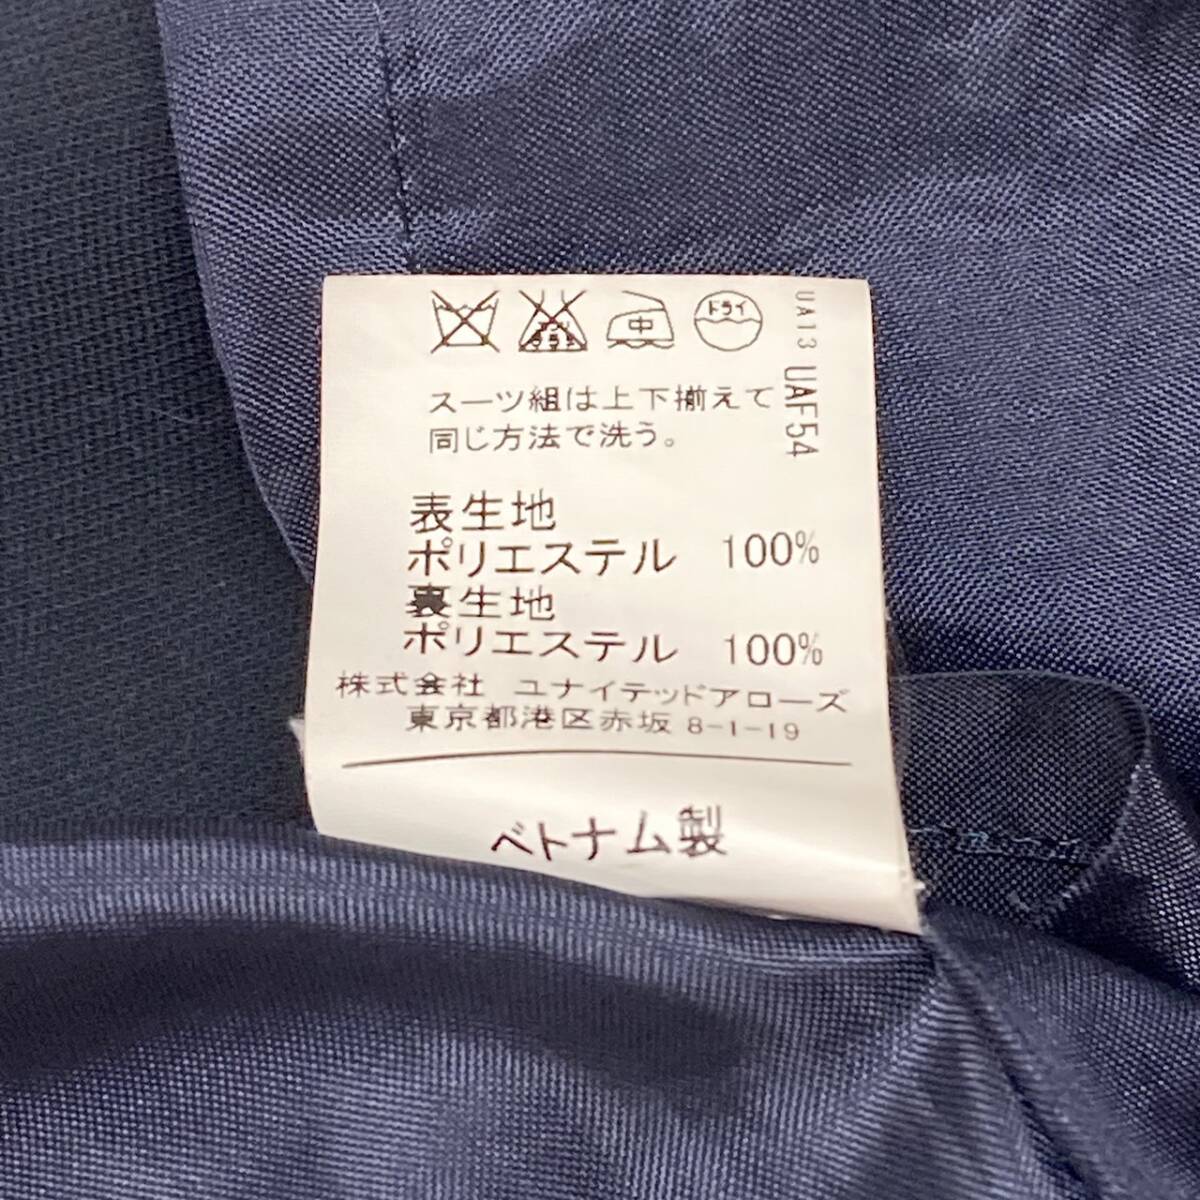 中
ドライ
スーツ組は上下揃えて
同じ方法で洗う。
表生地
ポリエステル 100%
裏生地
ポリエステル 100%
株式会社 ユナイテッドアローズ
東京都港区赤坂 8-1-19
ベトナム製
UA13 UAF54